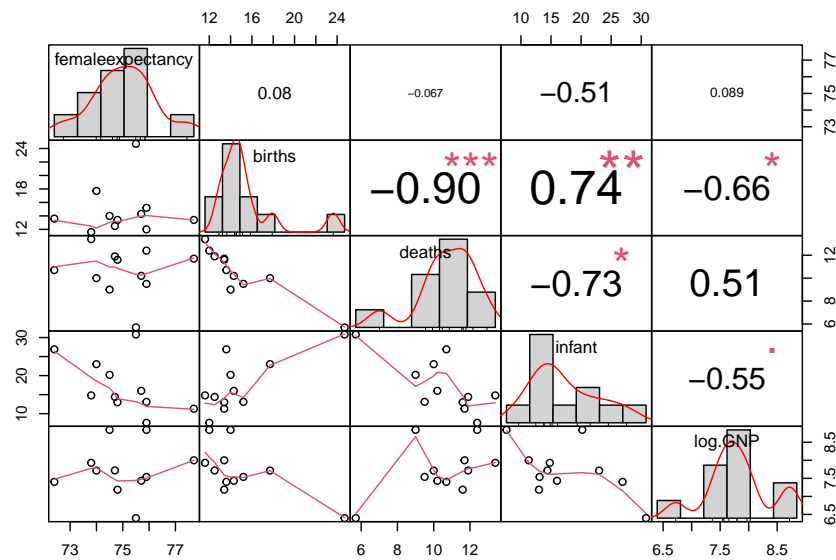 12 16 20 24
10 15 20 25 30
femaleexpectancy
0.08
−0.067
−0.51
0.089
73 75 77
12 18 24
births
−0.90
***
0.74
**
−0.66
*
deaths
−0.73
*
0.51
6 8 12
10 20 30
infant
−0.55
.
log.GNP
6.5 7.5 8.5
73 75 77
6 8 10 12
6.5 7.5 8.5